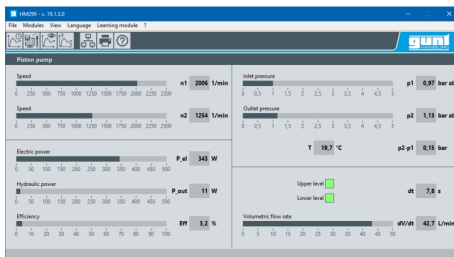 HM299 - v. 19.1.3.0
File Modules View Language Learning module ?
gunt
Piston pump
Speed
n1 2006 1/min
0 250 500 750 1000 1250 1500 1750 2000 2250 2500
Speed
n2 1254 1/min
0 250 500 750 1000 1250 1500 1750 2000 2250 2500
Electric power
P_el 343 W
0 50 100 150 200 250 300 350 400 450 500
Hydraulic power
P_out 11 W
0 50 100 150 200 250 300 350 400 450 500
Efficiency
Eff 3,2 %
0 10 20 30 40 50 60 70 80 90 100
Inlet pressure
p1 0,97 bar ab
0 0,5 1 1,5 2 2,5 3 3,5 4 4,5 5
Outlet pressure
p2 1,13 bar ab
0 0,5 1 1,5 2 2,5 3 3,5 4 4,5 5
T 19,7 °C p2-p1 0,15 bar
Upper level
Lower level
dt 7,8 s
Volumetric flow rate
dV/dt 42,7 L/min
0 5 10 15 20 25 30 35 40 45 50